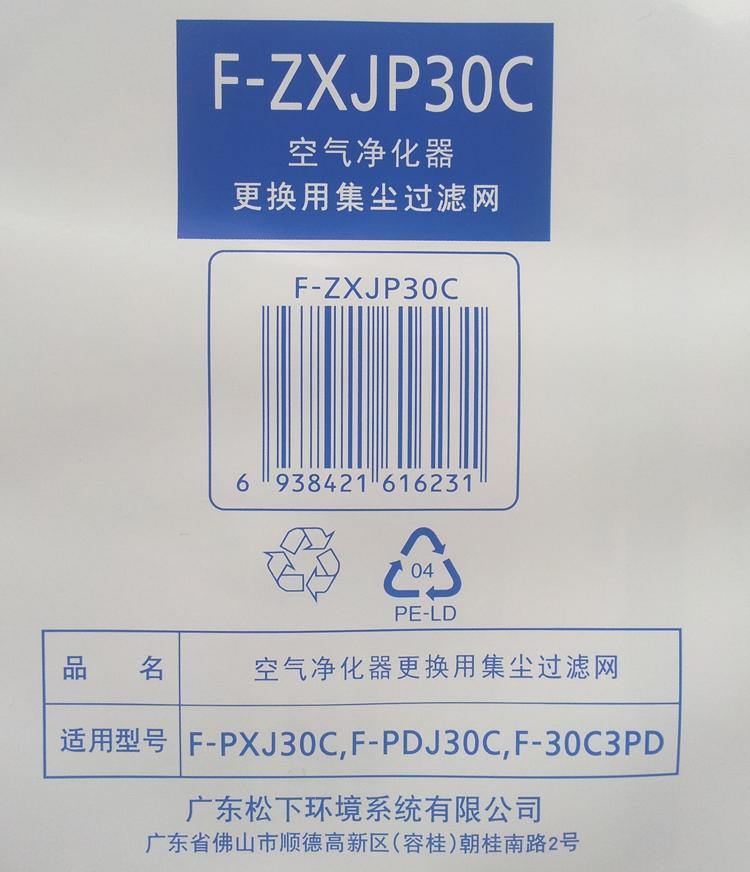 F-ZXJP30C
空气净化器
更换用集尘过滤网
F-ZXJP30C
6 938421 616231
04
PE-LD
品 名 空气净化器更换用集尘过滤网
适用型号 F-PXJ30C,F-PDJ30C,F-30C3PD
广东松下环境系统有限公司
广东省佛山市顺德高新区(容桂)朝桂南路2号